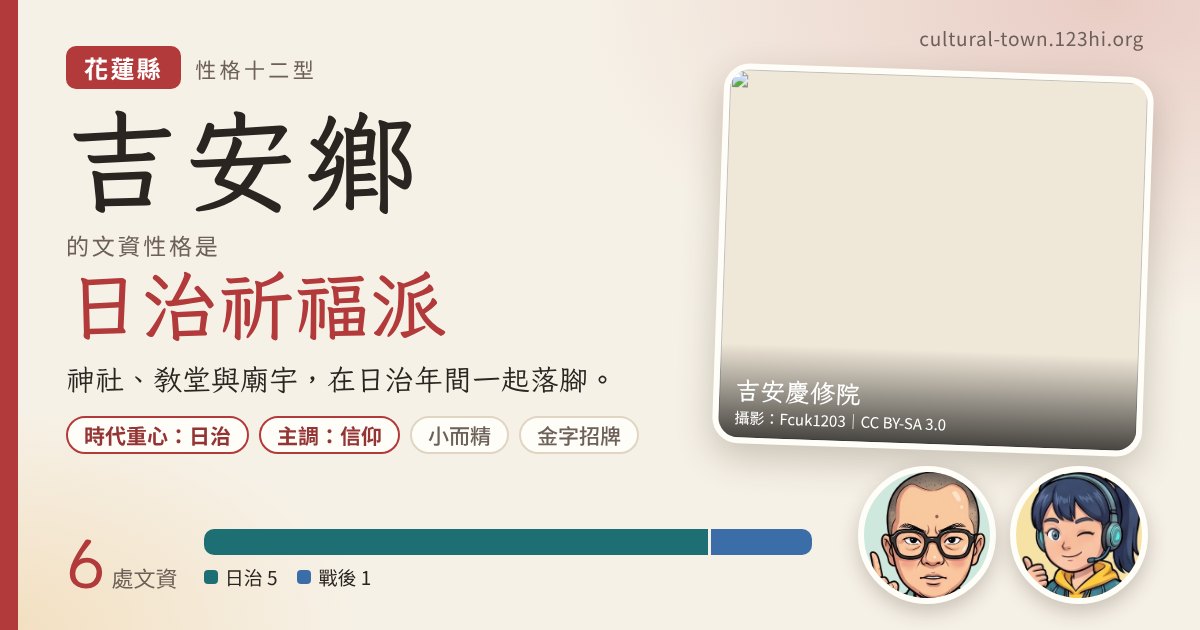 花蓮縣 性格十二型
cultural-town.123hi.org
吉安鄉
的文資性格是
日治祈福派
神社、教堂與廟宇，在日治年間一起落腳。
時代重心：日治 主調：信仰 小而精 金字招牌
吉安慶修院
攝影：Fcuk1203｜CC BY-SA 3.0
6 處文資
日治 5 戰後 1